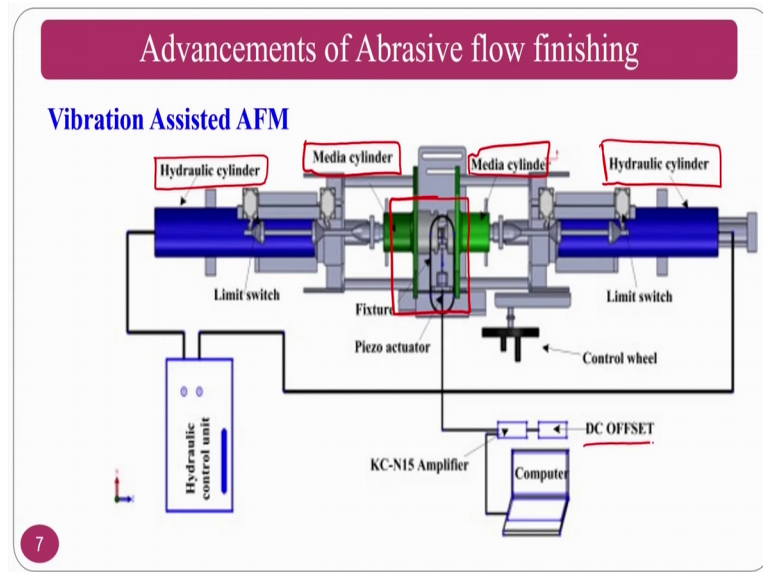 Advancements of Abrasive flow finishing
Vibration Assisted AFM
Hydraulic cylinder
Media cylinder
Media cylinder
Hydraulic cylinder
Limit switch
Fixture
Limit switch
Piezo actuator
Control wheel
Hydraulic
control unit
DC OFFSET
KC-N15 Amplifier
Computer
7